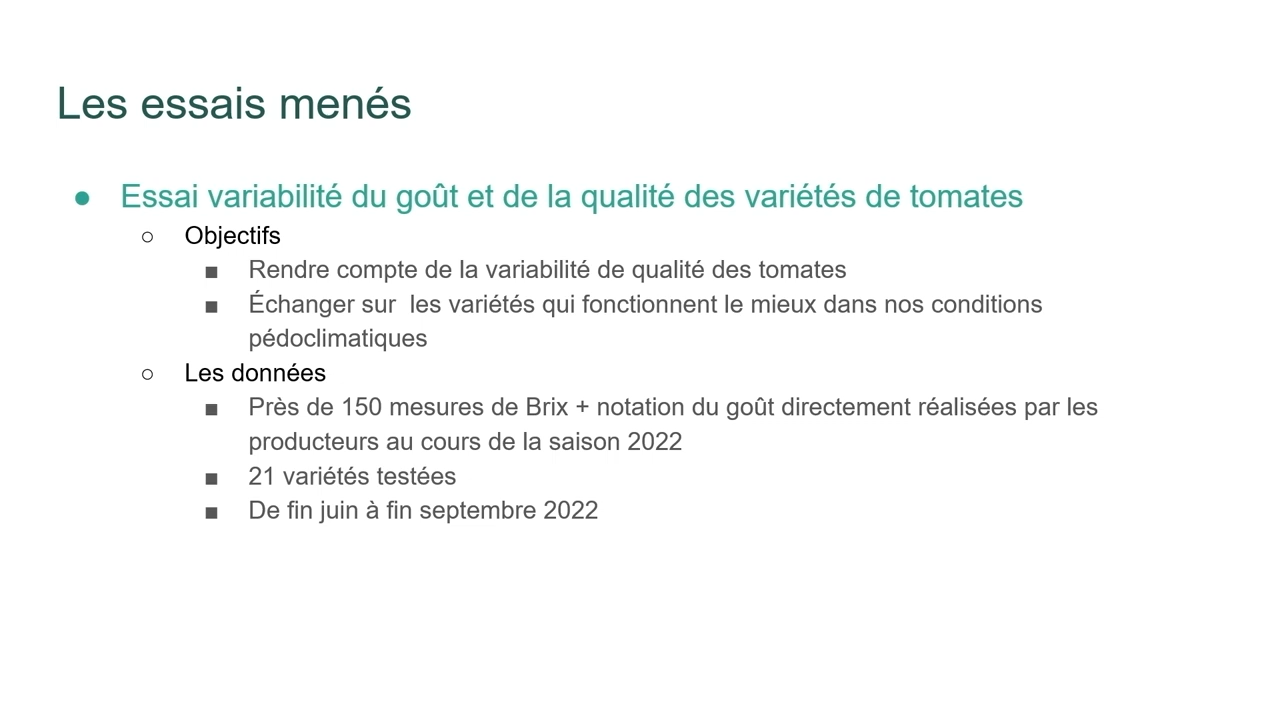 Les essais menés
● Essai variabilité du goût et de la qualité des variétés de tomates
○ Objectifs
■ Rendre compte de la variabilité de qualité des tomates
■ Échanger sur  les variétés qui fonctionnent le mieux dans nos conditions
pédoclimatiques
○ Les données
■ Près de 150 mesures de Brix + notation du goût directement réalisées par les
producteurs au cours de la saison 2022
■ 21 variétés testées
■ De fin juin à fin septembre 2022